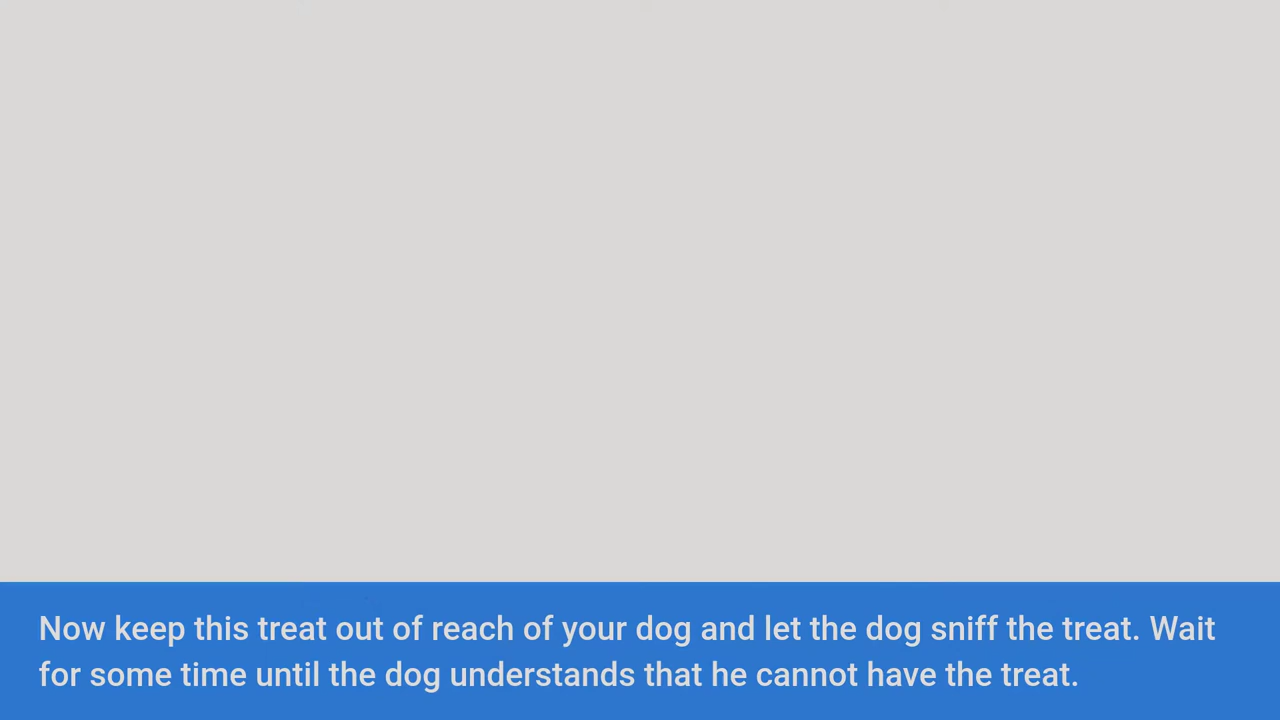 Now keep this treat out of reach of your dog and let the dog sniff the treat. Wait
for some time until the dog understands that he cannot have the treat.